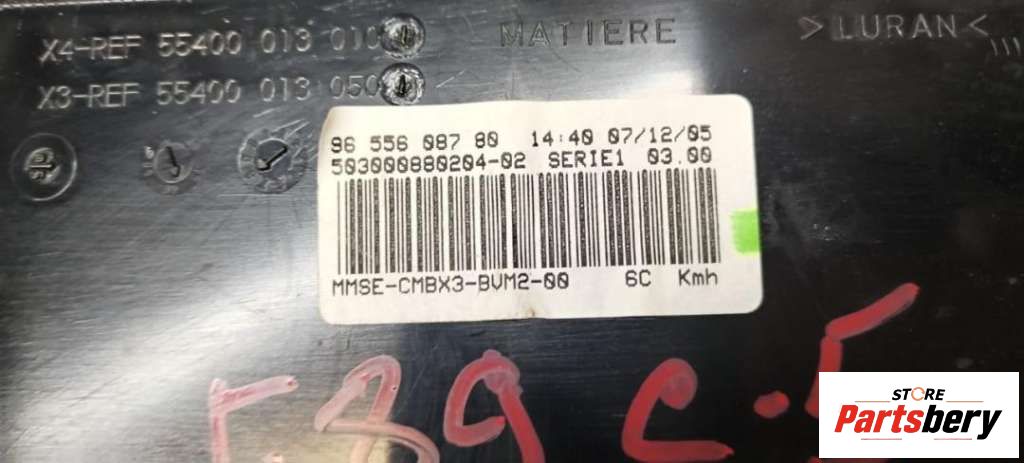 X4-REF 55400 013 010
MATIERE
>LURAN<
X3-REF 55400 013 050
96 556 087 80 14:40 07/12/05
503000880204-02 SERIE1 03.00
MMSE-CMBX3-BVM2-00 6C Kmh
STORE
Partsbery